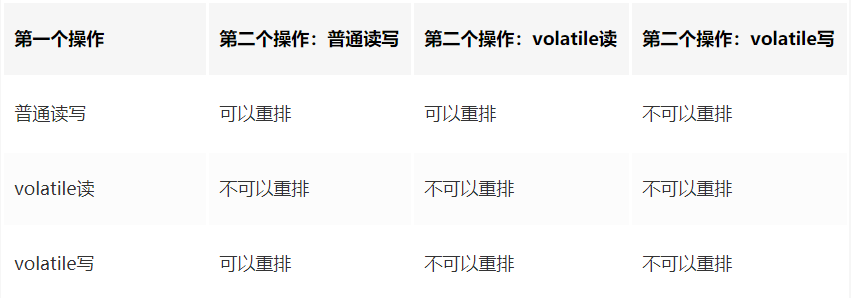 第一个操作 第二个操作：普通读写 第二个操作：volatile读 第二个操作：volatile写
普通读写 可以重排 可以重排 不可以重排
volatile读 不可以重排 不可以重排 不可以重排
volatile写 可以重排 不可以重排 不可以重排